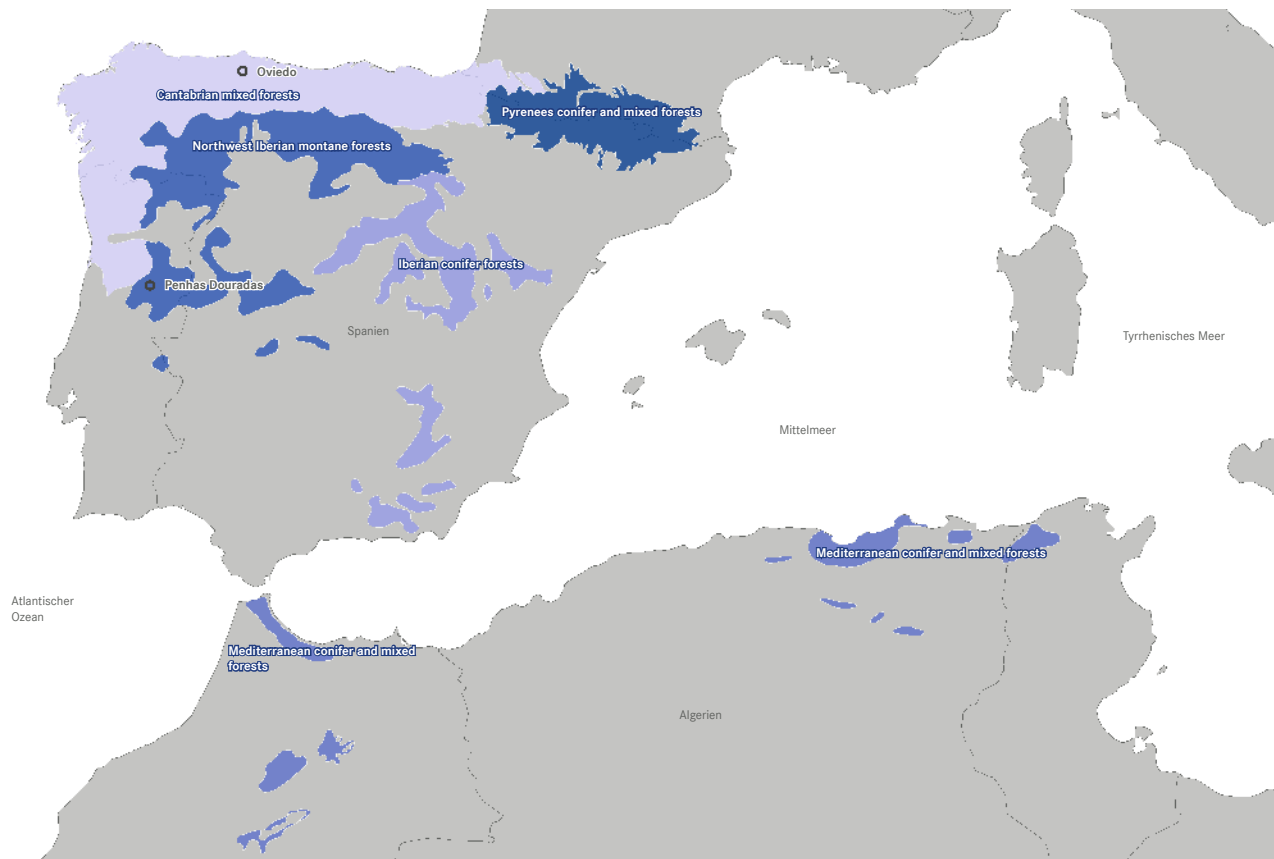 Oviedo
Cantabrian mixed forests
Pyrenees conifer and mixed forests
Northwest Iberian montane forests
Iberian conifer forests
Penhas Douradas
Spanien
Tyrrhenisches Meer
Mittelmeer
Mediterranean conifer and mixed forests
Atlantischer
Ozean
Mediterranean conifer and mixed
forests
Algerien